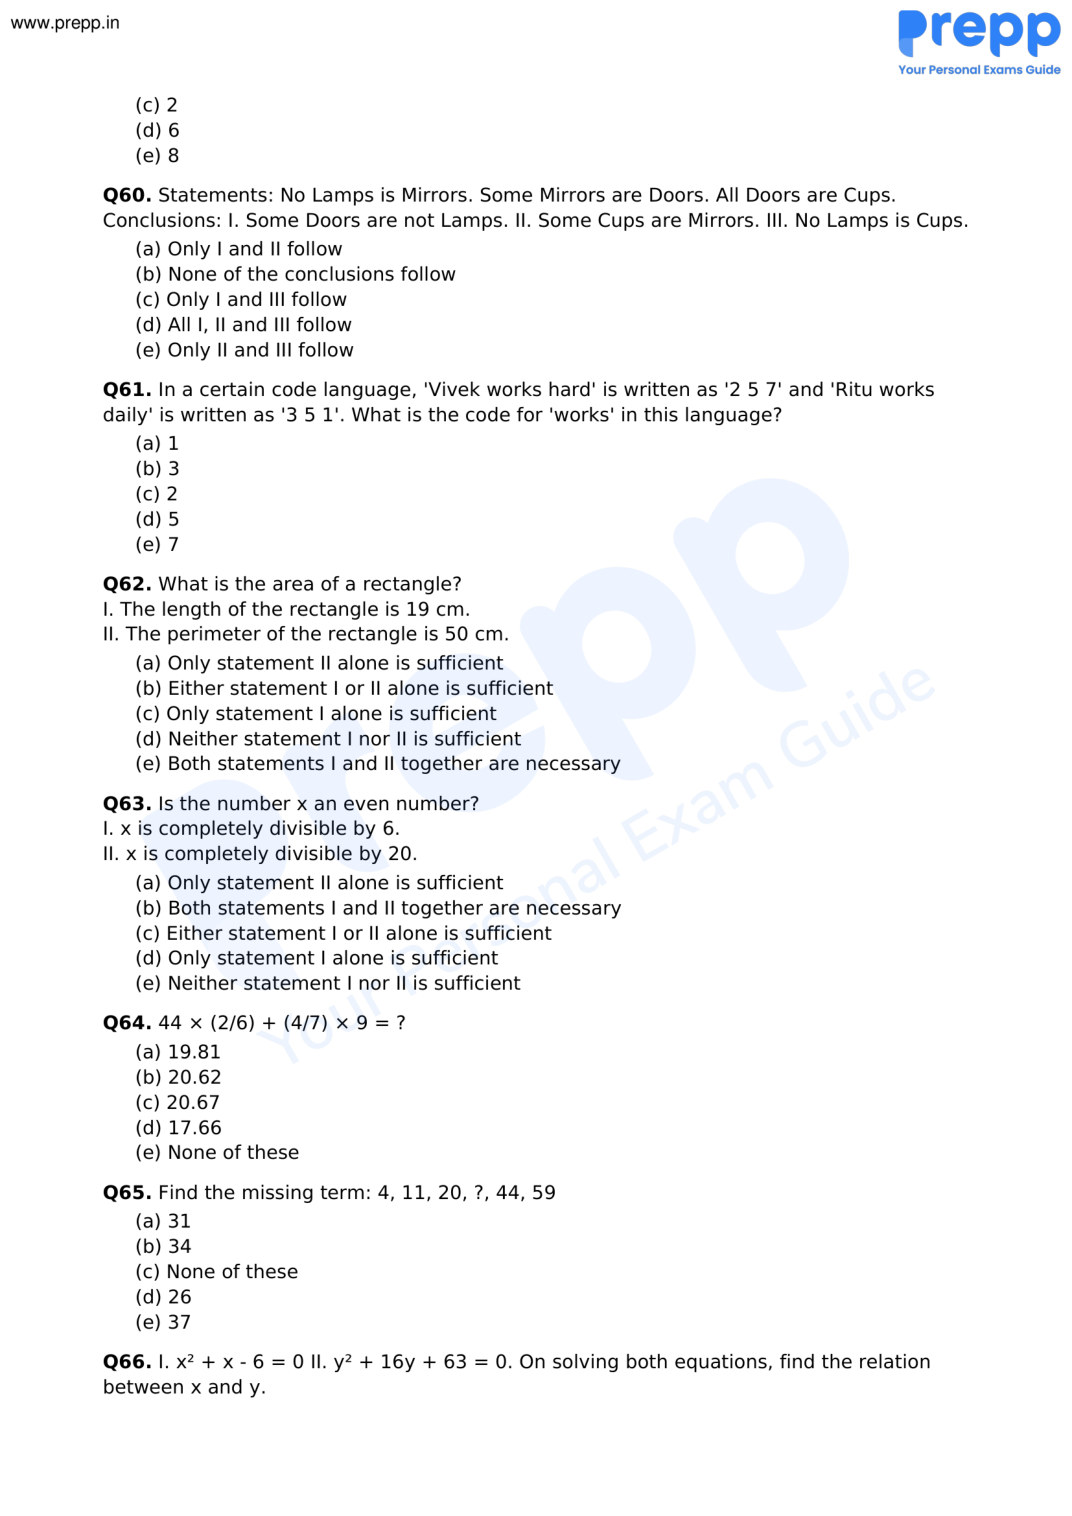 www.prepp.in
Prepp
Your Personal Exams Guide
(c) 2
(d) 6
(e) 8
Q60. Statements: No Lamps is Mirrors. Some Mirrors are Doors. All Doors are Cups.
Conclusions: I. Some Doors are not Lamps. II. Some Cups are Mirrors. III. No Lamps is Cups.
(a) Only I and II follow
(b) None of the conclusions follow
(c) Only I and III follow
(d) All I, II and III follow
(e) Only II and III follow
Q61. In a certain code language, 'Vivek works hard' is written as '2 5 7' and 'Ritu works
daily' is written as '3 5 1'. What is the code for 'works' in this language?
(a) 1
(b) 3
(c) 2
(d) 5
(e) 7
Q62. What is the area of a rectangle?
I. The length of the rectangle is 19 cm.
II. The perimeter of the rectangle is 50 cm.
(a) Only statement II alone is sufficient
(b) Either statement I or II alone is sufficient
(c) Only statement I alone is sufficient
(d) Neither statement I nor II is sufficient
(e) Both statements I and II together are necessary
Q63. Is the number x an even number?
I. x is completely divisible by 6.
II. x is completely divisible by 20.
(a) Only statement II alone is sufficient
(b) Both statements I and II together are necessary
(c) Either statement I or II alone is sufficient
(d) Only statement I alone is sufficient
(e) Neither statement I nor II is sufficient
Q64. 44 × (2/6) + (4/7) × 9 = ?
(a) 19.81
(b) 20.62
(c) 20.67
(d) 17.66
(e) None of these
Q65. Find the missing term: 4, 11, 20, ?, 44, 59
(a) 31
(b) 34
(c) None of these
(d) 26
(e) 37
Q66. I. x² + x - 6 = 0 II. y² + 16y + 63 = 0. On solving both equations, find the relation
between x and y.
Prepp
Your Personal Exam Guide